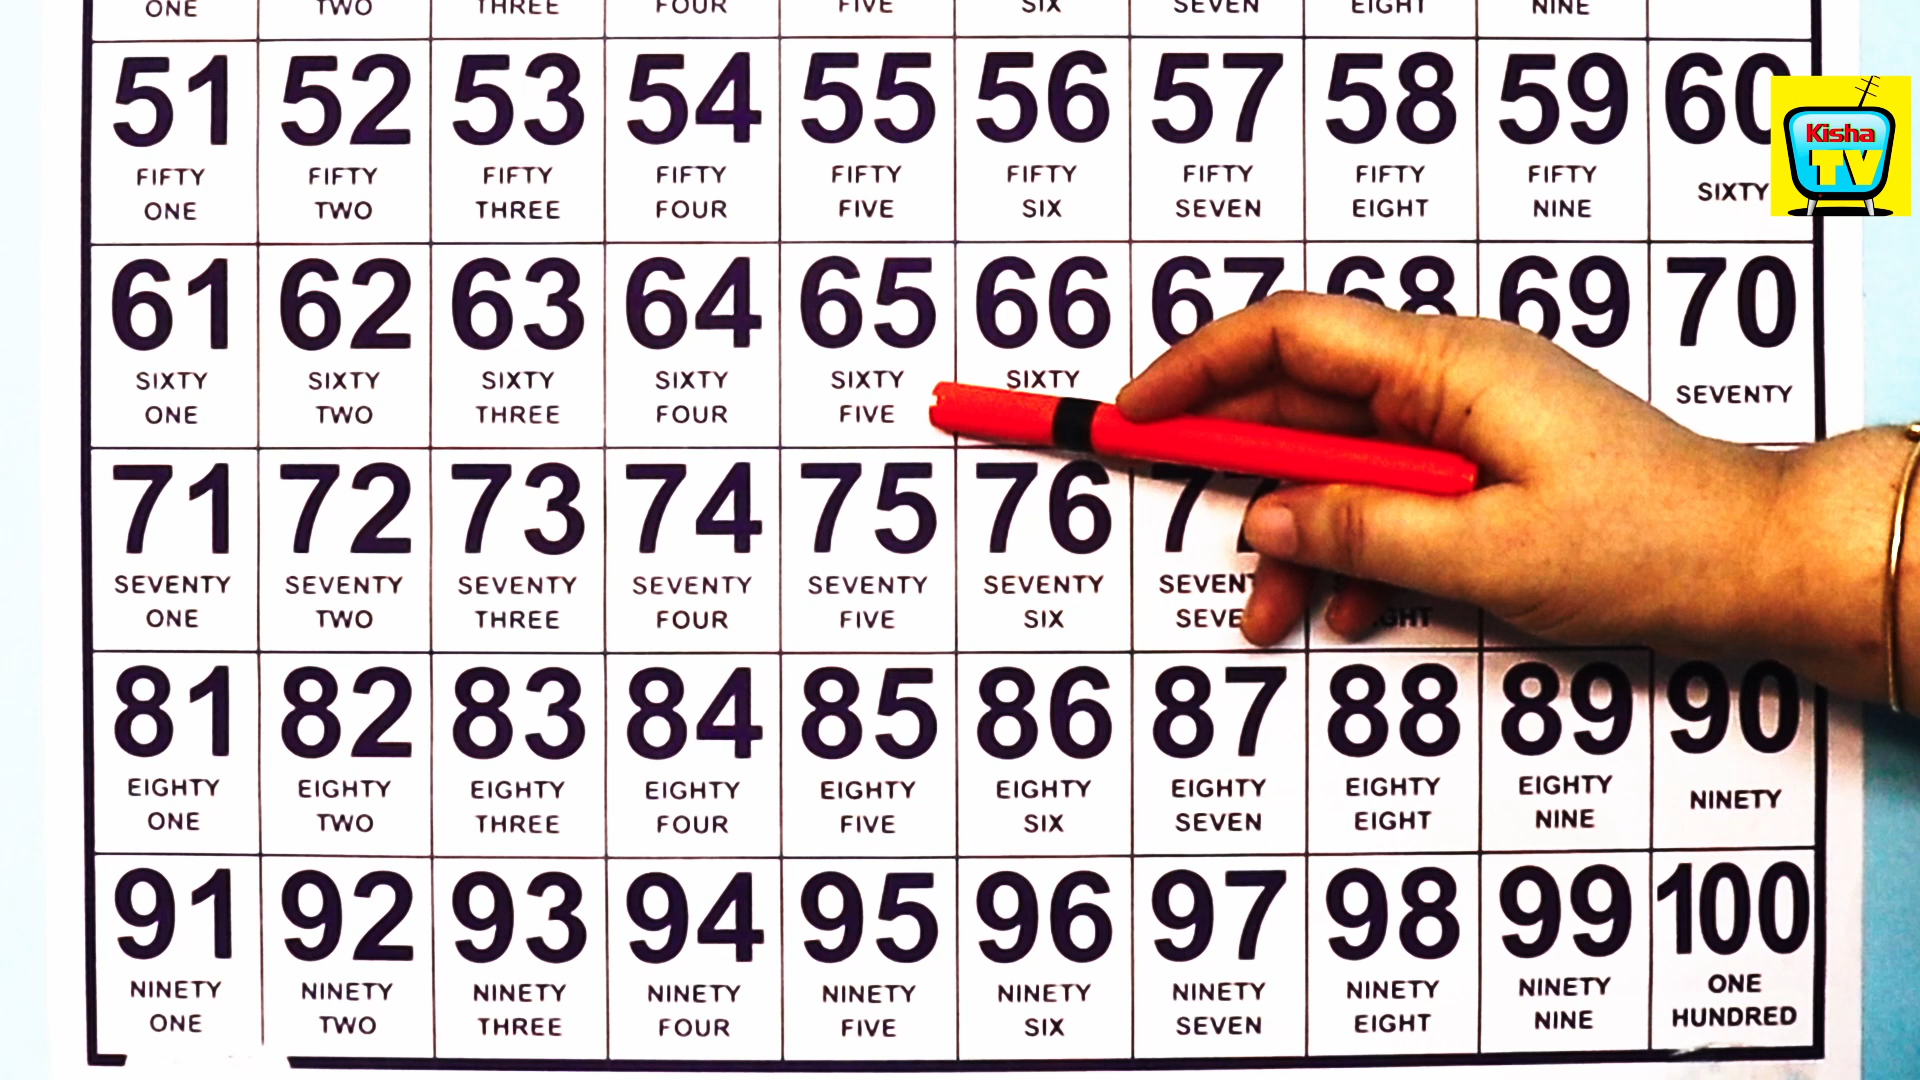 ONE TWO THREE FOUR FIVE SIX SEVEN EIGHT NINE
51 52 53 54 55 56 57 58 59 60
FIFTY FIFTY FIFTY FIFTY FIFTY FIFTY FIFTY FIFTY FIFTY SIXTY
ONE TWO THREE FOUR FIVE SIX SEVEN EIGHT NINE
Kisha
TV
61 62 63 64 65 66 67 68 69 70
SIXTY SIXTY SIXTY SIXTY SIXTY SIXTY SEVENTY
ONE TWO THREE FOUR FIVE
71 72 73 74 75 76 77
SEVENTY SEVENTY SEVENTY SEVENTY SEVENTY SEVENTY
ONE TWO THREE FOUR FIVE SIX
81 82 83 84 85 86 87 88 89 90
EIGHTY EIGHTY EIGHTY EIGHTY EIGHTY EIGHTY EIGHTY EIGHTY EIGHTY NINETY
ONE TWO THREE FOUR FIVE SIX SEVEN EIGHT NINE
91 92 93 94 95 96 97 98 99 100
NINETY NINETY NINETY NINETY NINETY NINETY NINETY NINETY NINETY ONE
ONE TWO THREE FOUR FIVE SIX SEVEN EIGHT NINE HUNDRED